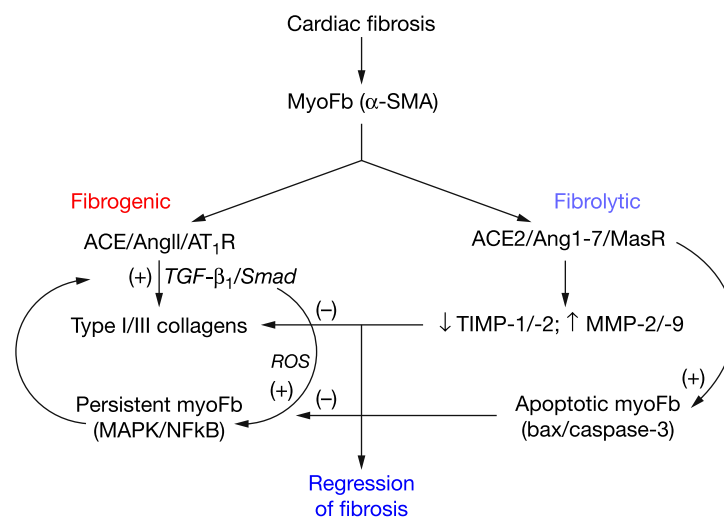 Cardiac fibrosis
MyoFb (α-SMA)
Fibrogenic
Fibrolytic
ACE/AngII/AT₁R
ACE2/Ang1-7/MasR
(+) TGF-β₁/Smad
Type I/III collagens
(–)
↓ TIMP-1/-2; ↑ MMP-2/-9
ROS
(+)
(+)
Persistent myoFb
(MAPK/NFkB)
(–)
Apoptotic myoFb
(bax/caspase-3)
Regression
of fibrosis